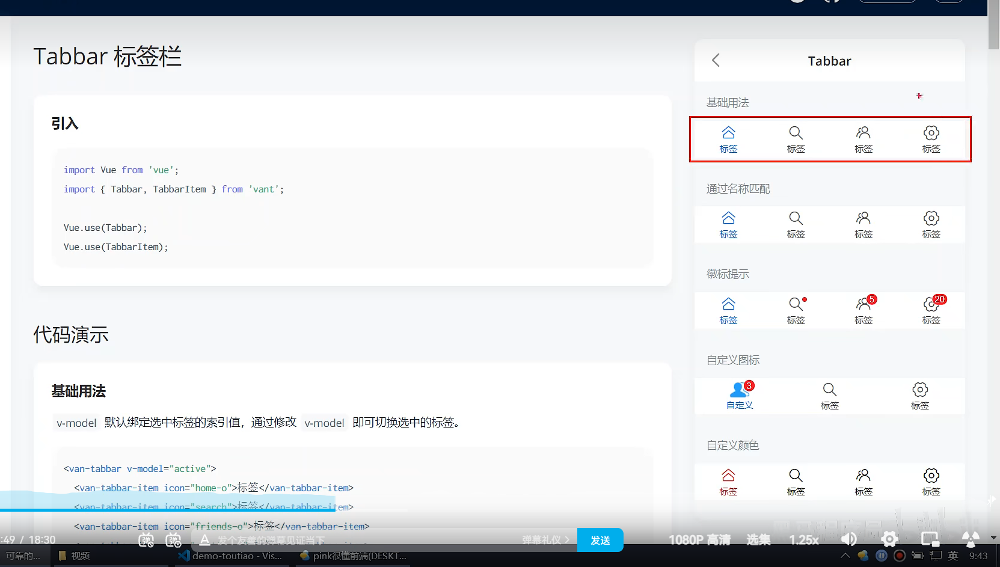 Tabbar 标签栏
引入
import Vue from 'vue';
import { Tabbar, TabbarItem } from 'vant';
Vue.use(Tabbar);
Vue.use(TabbarItem);
代码演示
基础用法
v-model 默认绑定选中标签的索引值，通过修改 v-model 即可切换选中的标签。
<van-tabbar v-model="active">
<van-tabbar-item icon="home-o">标签</van-tabbar-item>
<van-tabbar-item icon="search">标签</van-tabbar-item>
<van-tabbar-item icon="friends-o">标签</van-tabbar-item>
Tabbar
基础用法
标签 标签 标签 标签
通过名称匹配
标签 标签 标签 标签
徽标提示
5 20
标签 标签 标签 标签
自定义图标
3
自定义 标签 标签
自定义颜色
标签 标签 标签 标签
:49 / 18:30 弹 弹 A 发个友善的弹幕见证当下 弹幕礼仪 > 发送 1080P 高清 选集 1.25x
可靠的... 视频 demo-toutiao - Vis... pink很懂前端(DESKT... 英 9:43